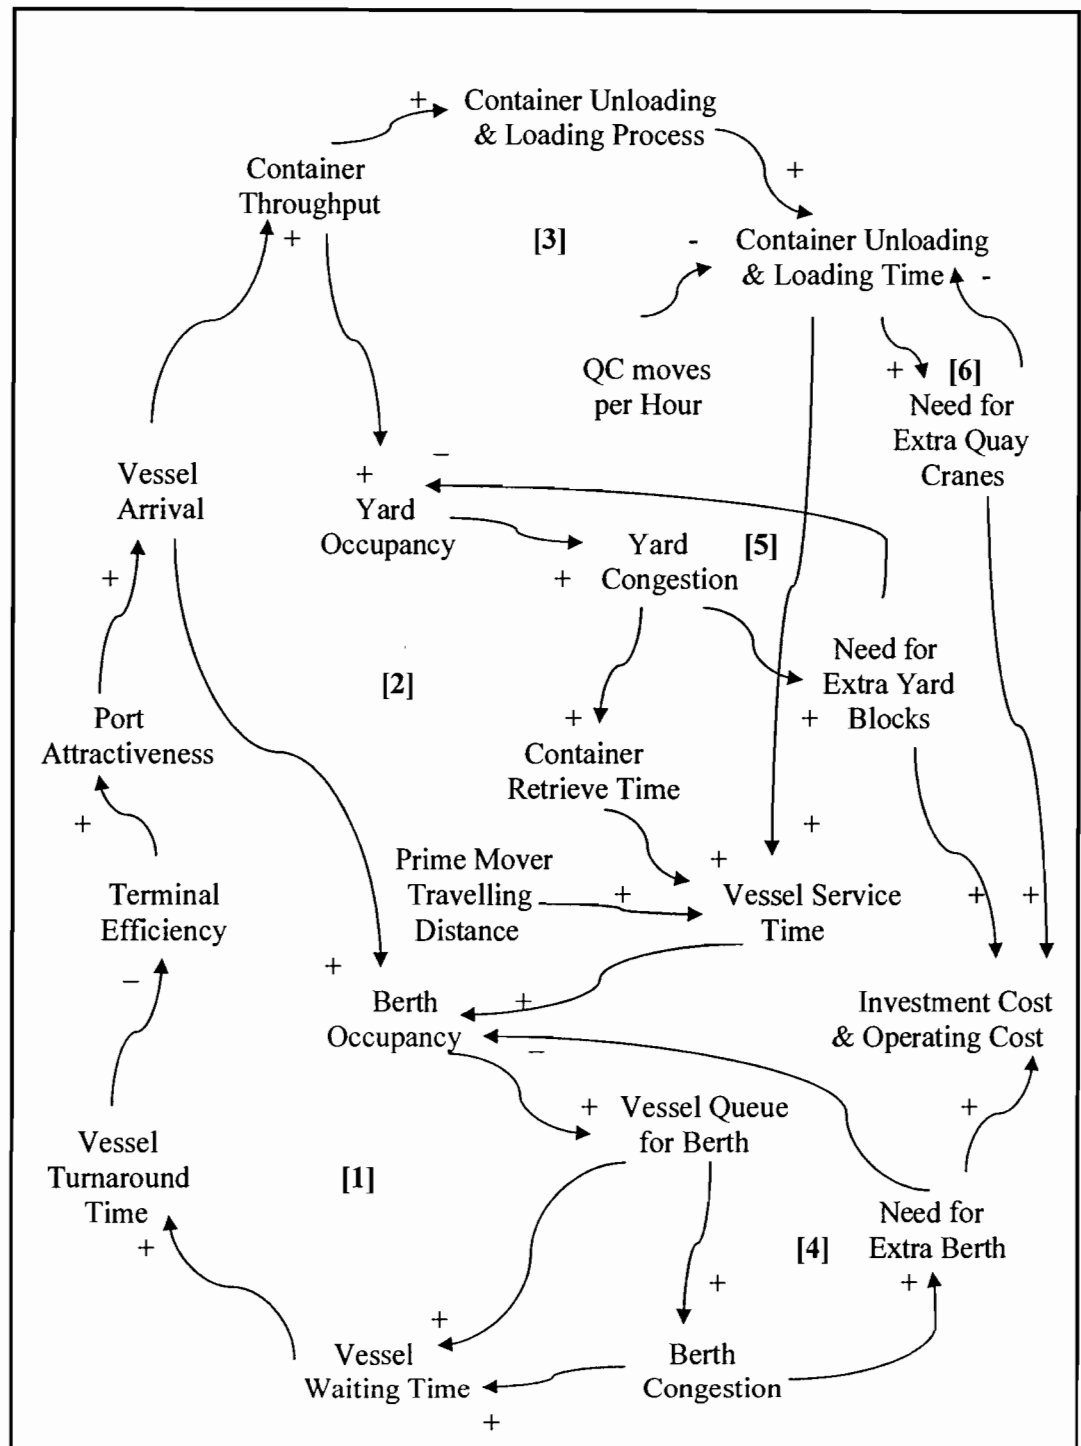 + Container Unloading
& Loading Process
Container
Throughput
+
+
[3]
- Container Unloading
& Loading Time -
QC moves
per Hour
+ [6]
Need for
Extra Quay
Cranes
Vessel
Arrival
+
–
+
Yard
Occupancy
Yard
Congestion
[5]
+
[2]
Need for
Extra Yard
Blocks
+
Port
Attractiveness
+
Container
Retrieve Time
+
+
Prime Mover
Travelling
Distance
+
+
Vessel Service
Time
+
+
Terminal
Efficiency
–
+
Berth
Occupancy
+
–
Investment Cost
& Operating Cost
+
+ Vessel Queue
for Berth
Vessel
Turnaround
Time
+
[1]
Need for
Extra Berth
+
[4]
+
+
Vessel
Waiting Time
Berth
Congestion
+